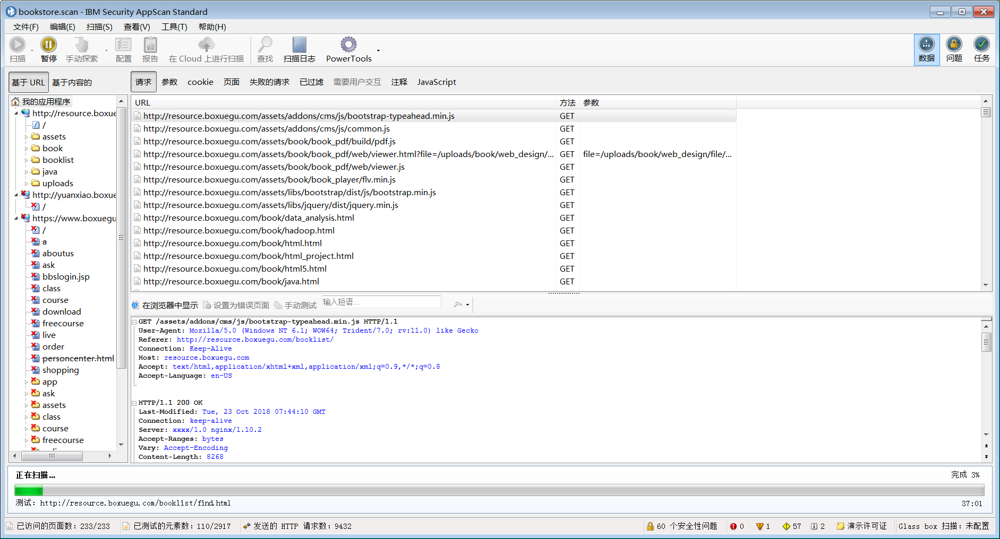 bookstore.scan - IBM Security AppScan Standard
文件(F) 编辑(E) 扫描(S) 查看(V) 工具(T) 帮助(H)
扫描 暂停 手动探索 配置 报告 在 Cloud 上进行扫描 查找 扫描日志 PowerTools 数据 问题 任务
基于 URL 基于内容的 请求 参数 cookie 页面 失败的请求 已过滤 需要用户交互 注释 JavaScript
我的应用程序
http://resource.boxue
/
assets
book
booklist
java
uploads
http://yuanxiao.boxue
/
https://www.boxuegu
/
a
aboutus
ask
bbslogin.jsp
class
course
download
freecourse
live
order
personcenter.html
shopping
app
ask
assets
class
course
freecourse
URL 方法 参数
http://resource.boxuegu.com/assets/addons/cms/js/bootstrap-typeahead.min.js GET
http://resource.boxuegu.com/assets/addons/cms/js/common.js GET
http://resource.boxuegu.com/assets/book/book_pdf/build/pdf.js GET
http://resource.boxuegu.com/assets/book/book_pdf/web/viewer.html?file=/uploads/book/web_design/... GET file=/uploads/book/web_design/file/...
http://resource.boxuegu.com/assets/book/book_pdf/web/viewer.js GET
http://resource.boxuegu.com/assets/book/book_player/flv.min.js GET
http://resource.boxuegu.com/assets/libs/bootstrap/dist/js/bootstrap.min.js GET
http://resource.boxuegu.com/assets/libs/jquery/dist/jquery.min.js GET
http://resource.boxuegu.com/book/data_analysis.html GET
http://resource.boxuegu.com/book/hadoop.html GET
http://resource.boxuegu.com/book/html.html GET
http://resource.boxuegu.com/book/html_project.html GET
http://resource.boxuegu.com/book/html5.html GET
http://resource.boxuegu.com/book/java.html GET
在浏览器中显示 设置为错误页面 手动测试 输入短语...
GET /assets/addons/cms/js/bootstrap-typeahead.min.js HTTP/1.1
User-Agent: Mozilla/5.0 (Windows NT 6.1; WOW64; Trident/7.0; rv:11.0) like Gecko
Referer: http://resource.boxuegu.com/booklist/
Connection: Keep-Alive
Host: resource.boxuegu.com
Accept: text/html,application/xhtml+xml,application/xml;q=0.9,*/*;q=0.8
Accept-Language: en-US
HTTP/1.1 200 OK
Last-Modified: Tue, 23 Oct 2018 07:44:10 GMT
Connection: keep-alive
Server: xxxx/1.0 nginx/1.10.2
Accept-Ranges: bytes
Vary: Accept-Encoding
Content-Length: 8268
正在扫描... 完成 3%
测试: http://resource.boxuegu.com/booklist/find.html 37:01
已访问的页面数: 233/233 已测试的元素数: 110/2917 发送的 HTTP 请求数: 9432 60 个安全性问题 0 1 57 2 演示许可证 Glass box 扫描: 未配置